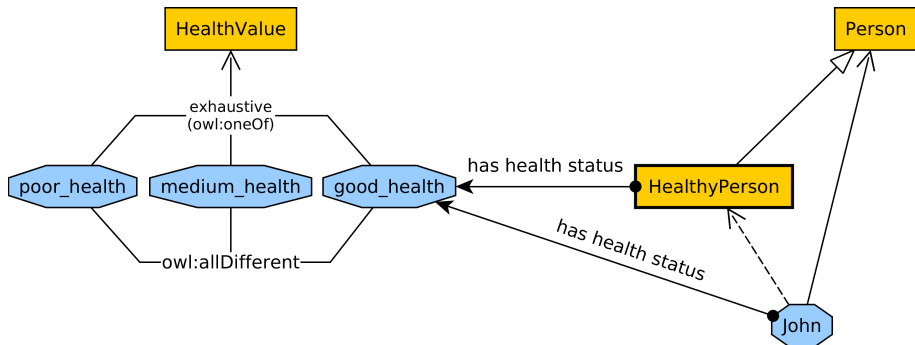 HealthValue
Person
exhaustive
(owl:oneOf)
has health status
poor_health
medium_health
good_health
HealthyPerson
has health status
owl:allDifferent
John